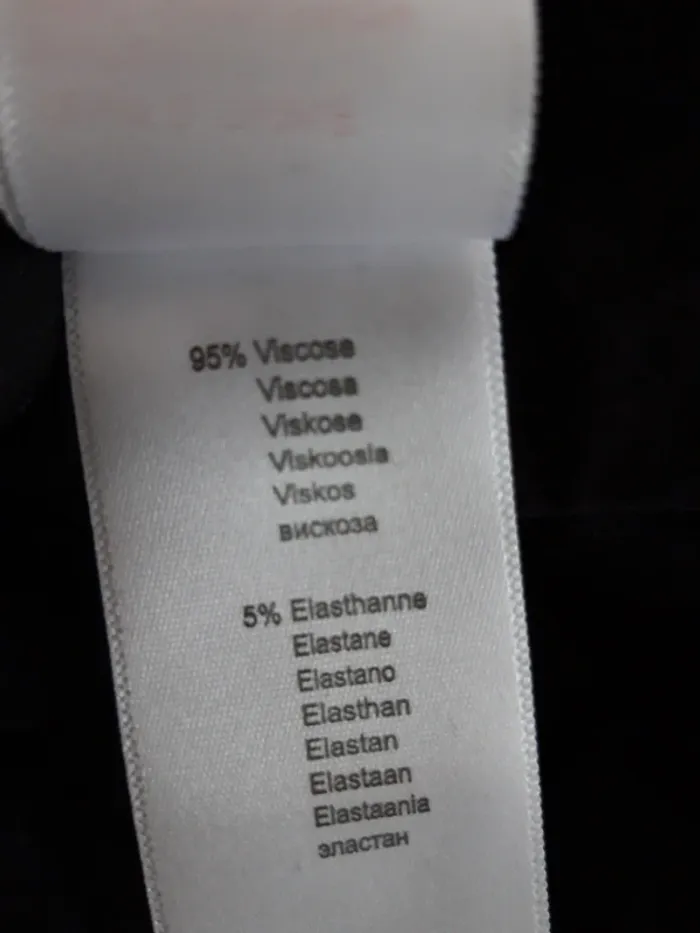 95% Viscose
Viscosa
Viskose
Viskoosia
Viskos
вискоза
5% Elasthanne
Elastane
Elastano
Elasthan
Elastan
Elastaan
Elastaania
эластан